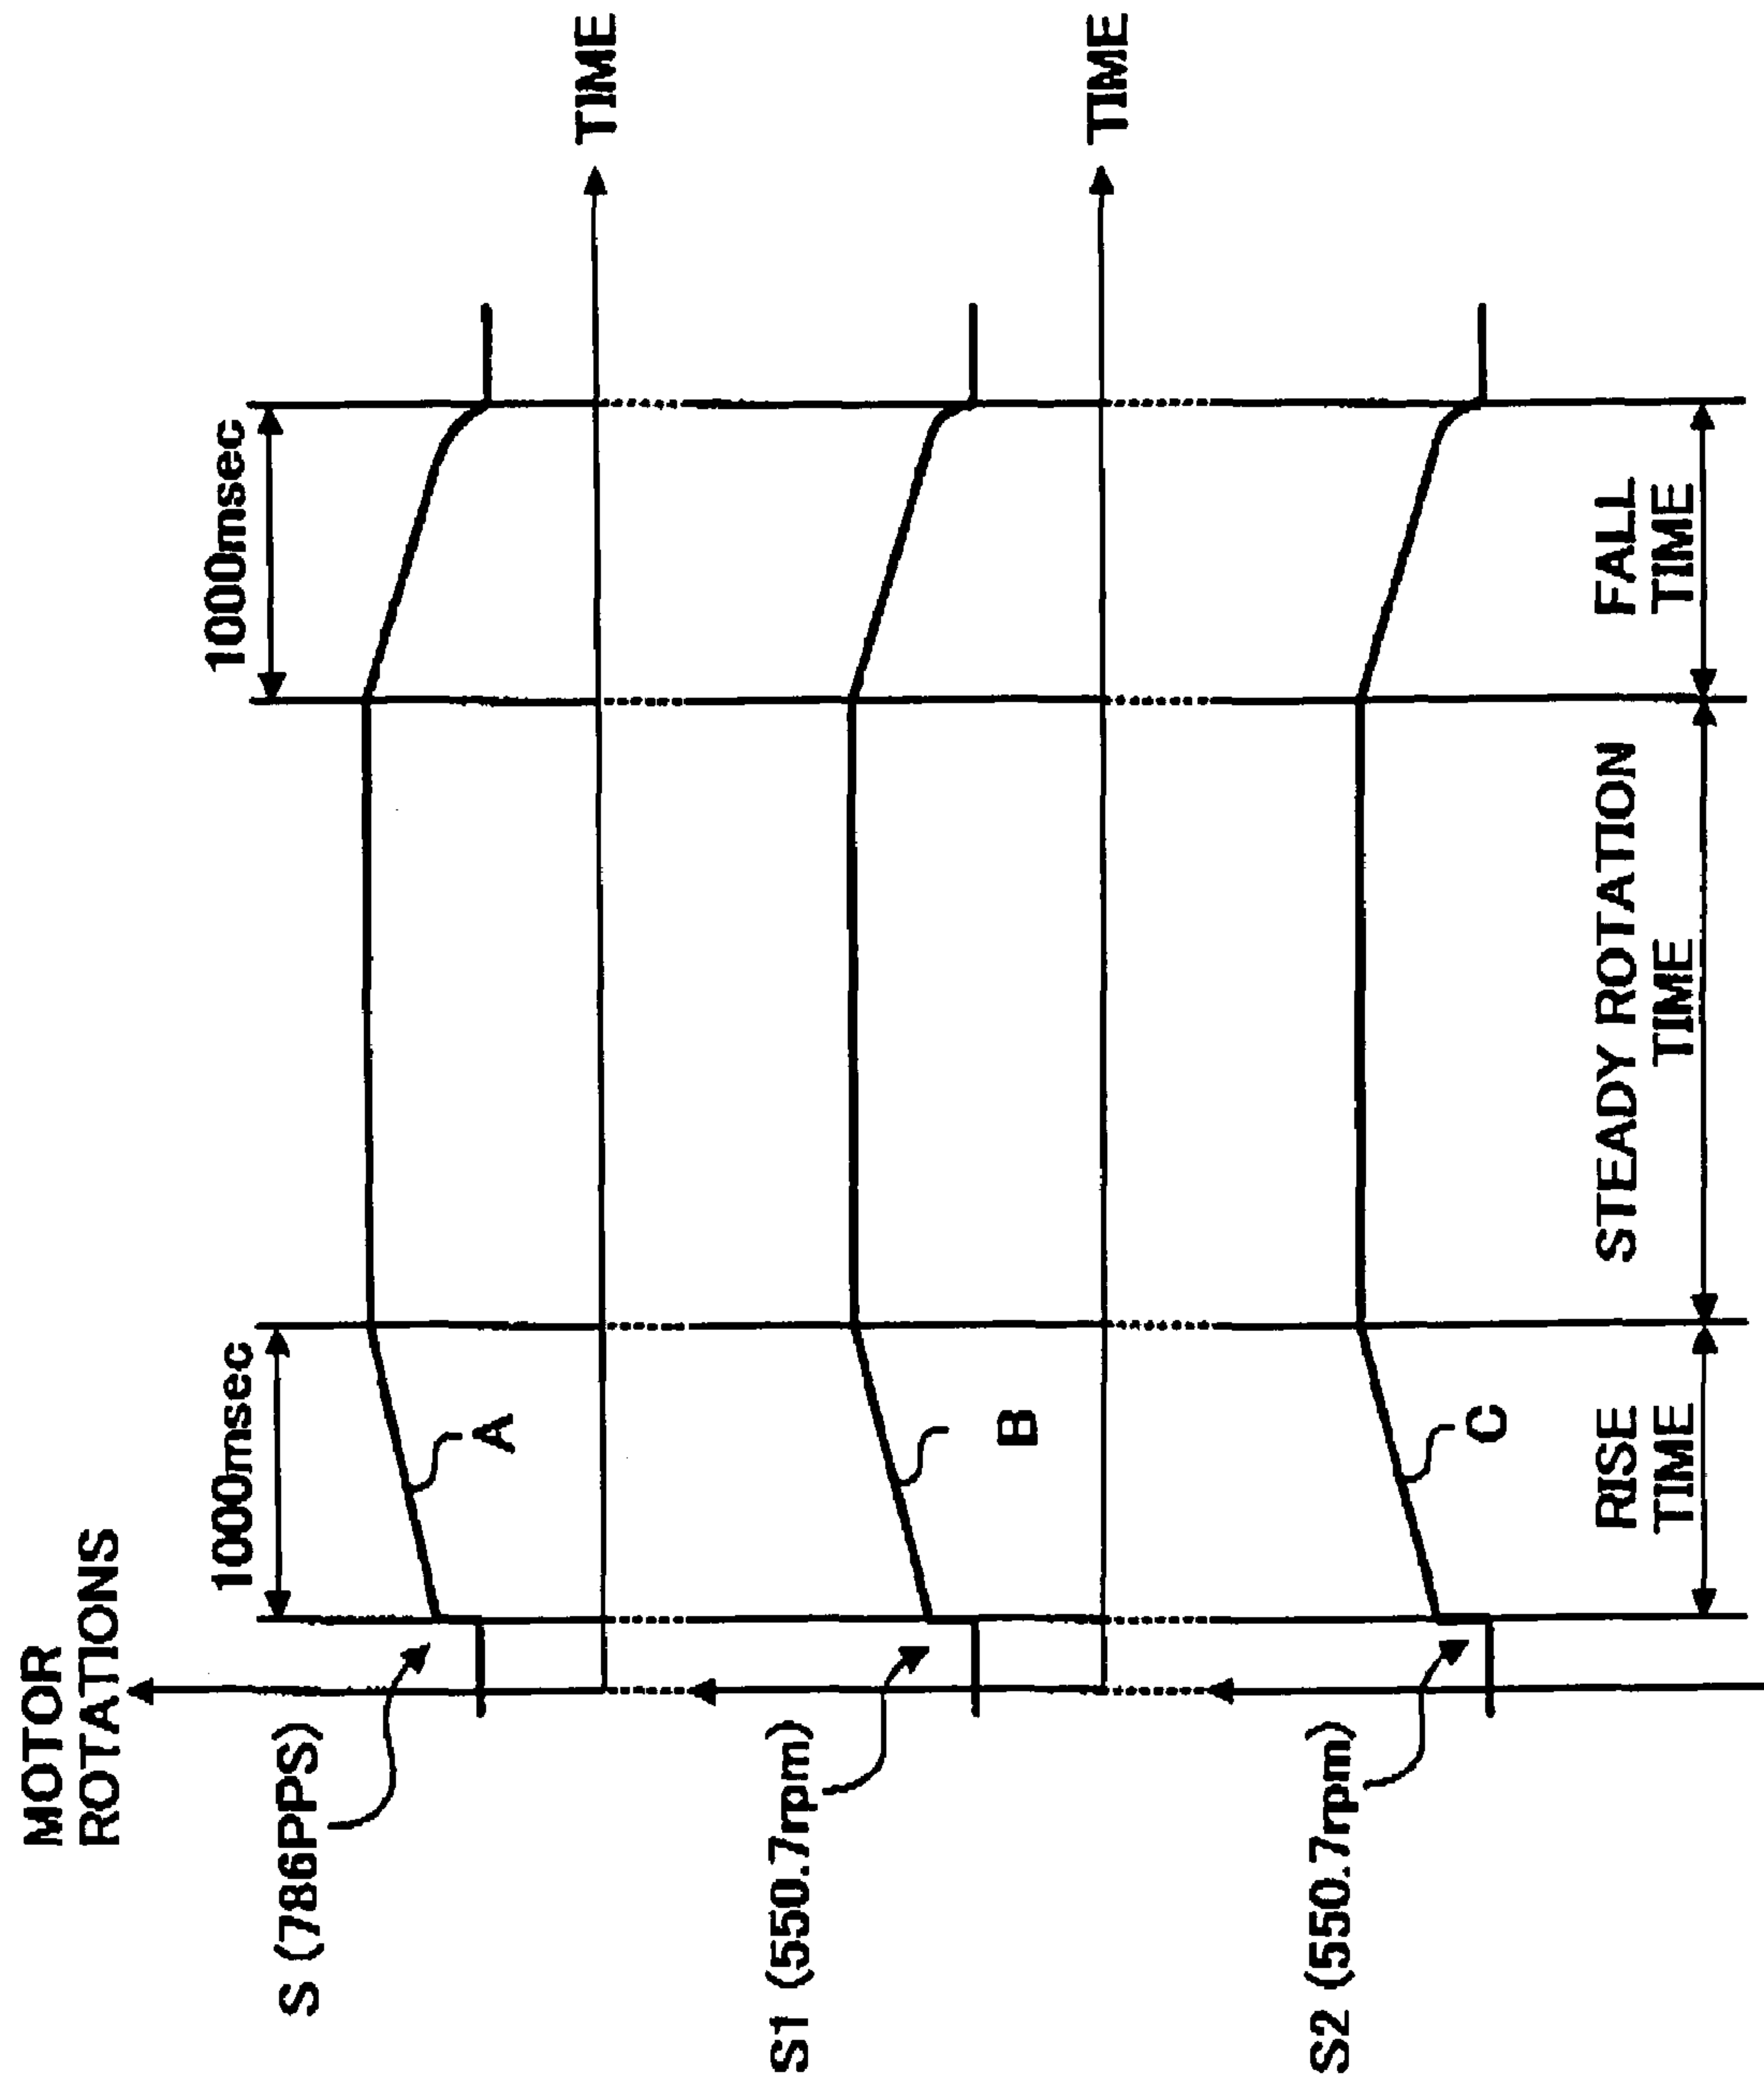 MOTOR
ROTATIONS
1000msec
1000msec
S (786PPS)
A
TIME
S1 (550.7rpm)
B
TIME
S2 (550.7rpm)
C
RISE
TIME
STEADY ROTATION
TIME
FALL
TIME